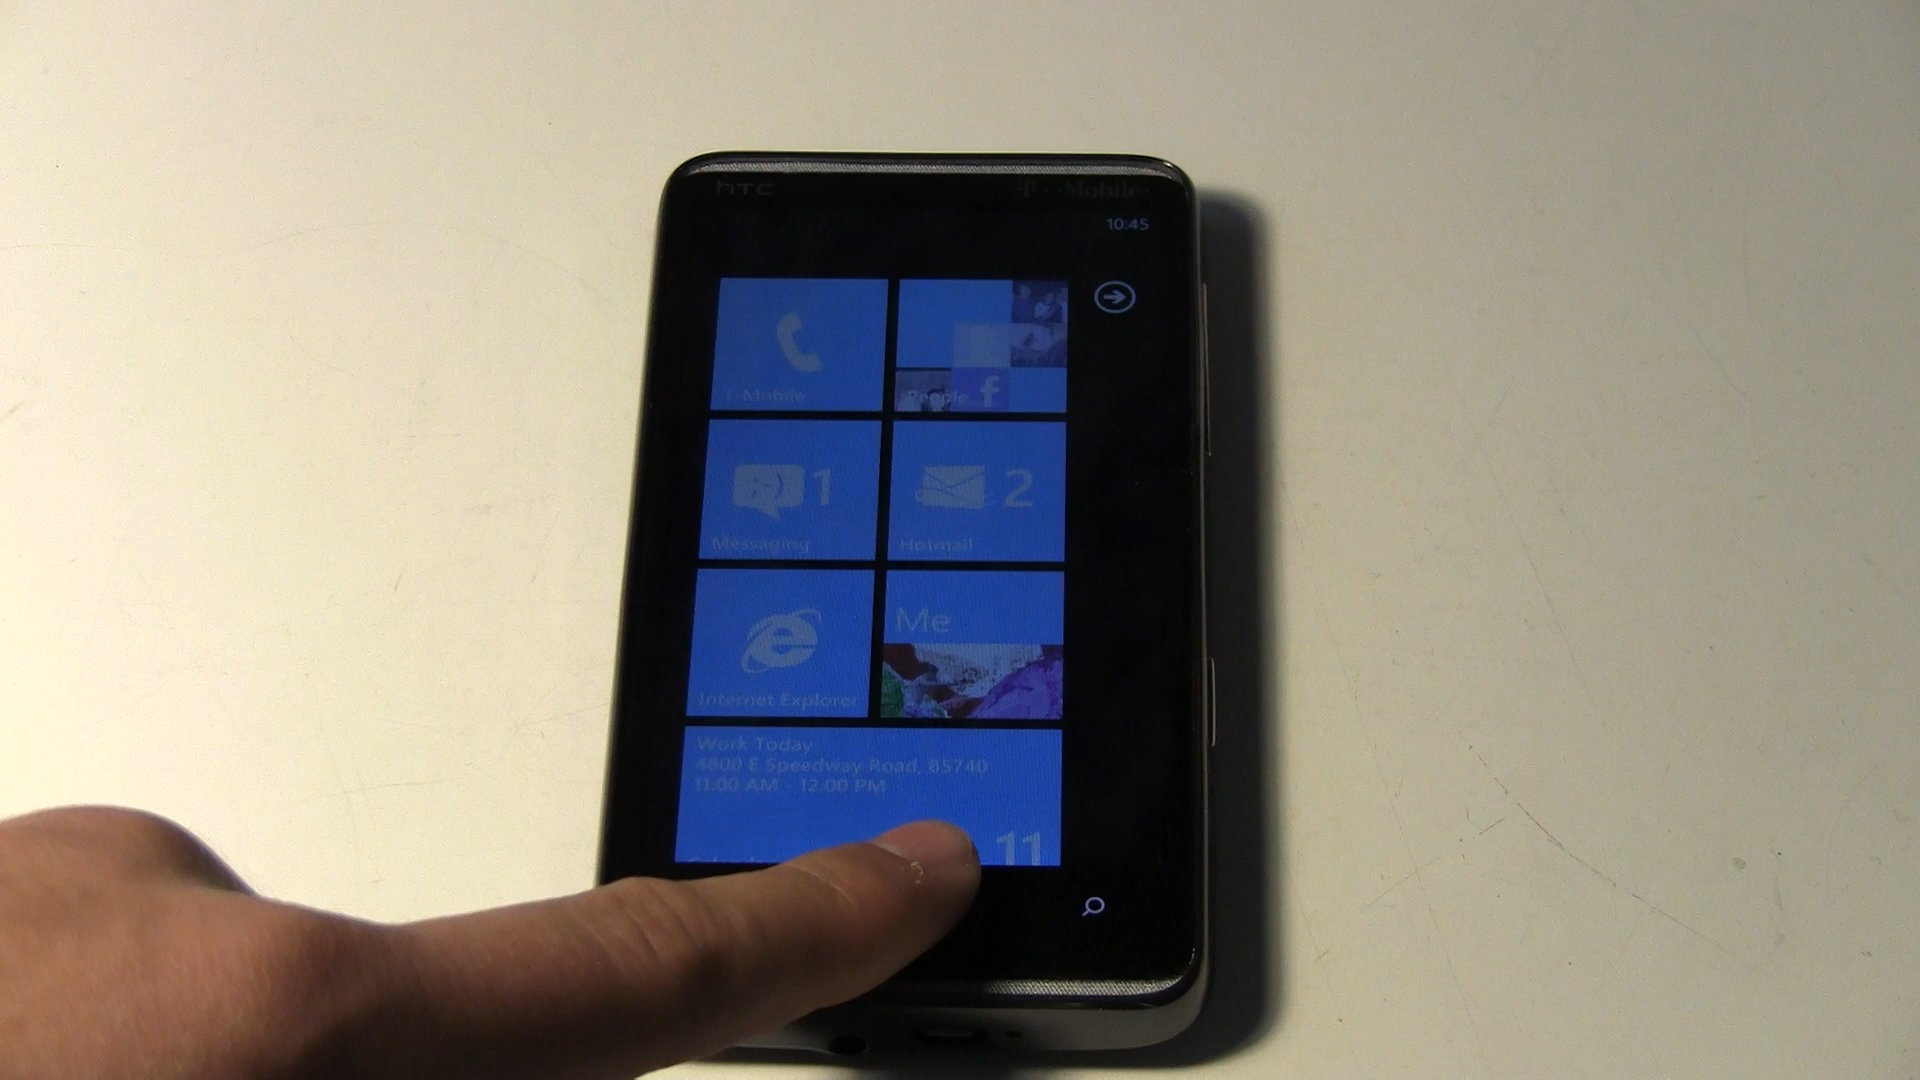 hTC
T · ·Mobile·
10:45
T-Mobile
People
f
1
Messaging
2
Hotmail
Internet Explorer
Me
Work Today
4800 E Speedway Road, 85740
11:00 AM - 12:00 PM
11